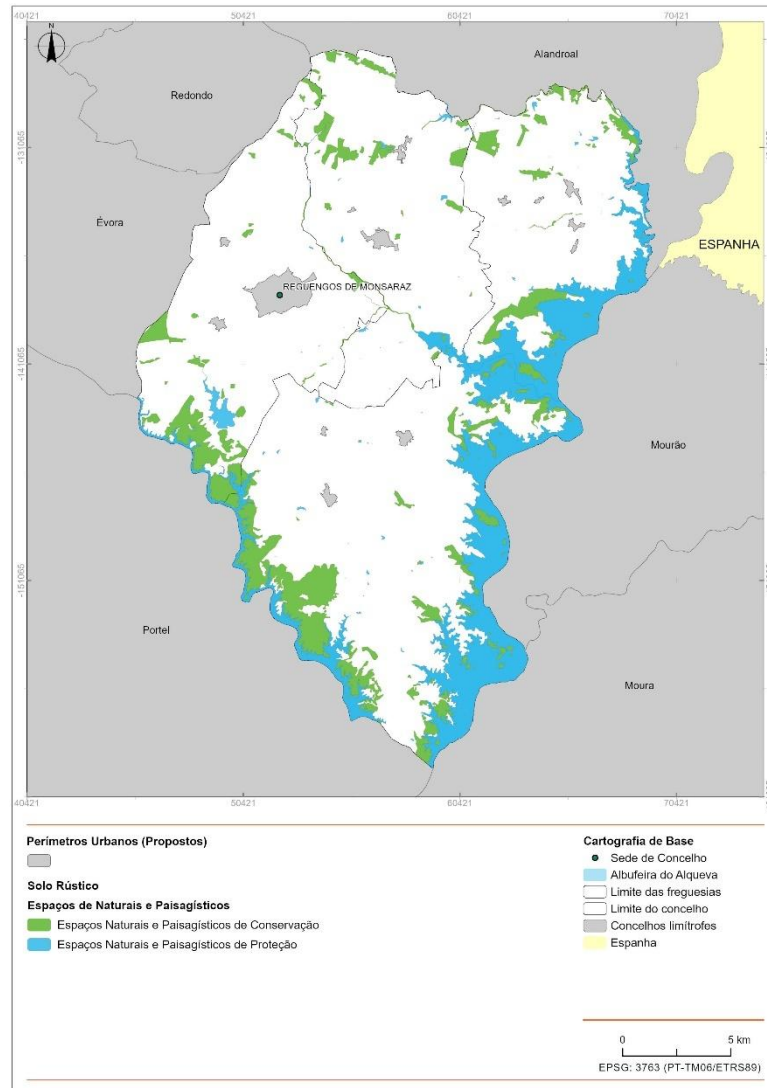 40421 50421 60421 70421
N
Alandroal
Redondo
-131065
Évora
ESPANHA
REGUENGOS DE MONSARAZ
-141065
Mourão
-151065
Portel
Moura
40421 50421 60421 70421
Perímetros Urbanos (Propostos)
Solo Rústico
Espaços de Naturais e Paisagísticos
Espaços Naturais e Paisagísticos de Conservação
Espaços Naturais e Paisagísticos de Proteção
Cartografia de Base
Sede de Concelho
Albufeira do Alqueva
Limite das freguesias
Limite do concelho
Concelhos limítrofes
Espanha
0 5 km
EPSG: 3763 (PT-TM06/ETRS89)